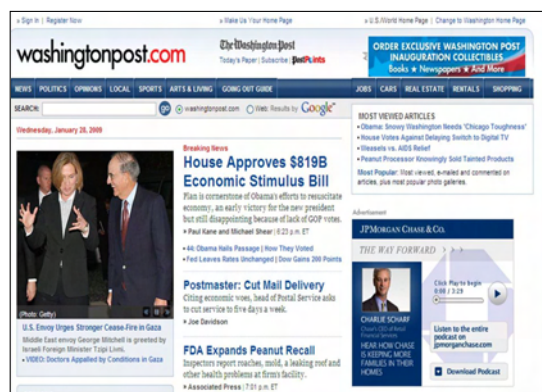 » Sign In | Register Now
» Make Us Your Home Page
» U.S./World Home Page | Change to Washington Home Page
washingtonpost.com
The Washington Post
Today's Paper | Subscribe | PostPoints
ORDER EXCLUSIVE WASHINGTON POST
INAUGURATION COLLECTIBLES
Books ★ Newspapers ★ And More
NEWS POLITICS OPINIONS LOCAL SPORTS ARTS & LIVING GOING OUT GUIDE JOBS CARS REAL ESTATE RENTALS SHOPPING
SEARCH: go washingtonpost.com Web: Results by Google
Wednesday, January 28, 2009
(Photo: Getty)
U.S. Envoy Urges Stronger Cease-Fire in Gaza
Middle East envoy George Mitchell is greeted by
Israeli Foreign Minister Tzipi Livni.
• VIDEO: Doctors Appalled by Conditions in Gaza
Breaking News
House Approves $819B
Economic Stimulus Bill
Plan is cornerstone of Obama's efforts to resuscitate
economy, an early victory for the new president
but still disappointing because of lack of GOP votes.
» Paul Kane and Michael Shear | 6:23 p.m. ET
• 44: Obama Hails Passage | How They Voted
• Fed Leaves Rates Unchanged | Dow Gains 200 Points
Postmaster: Cut Mail Delivery
Citing economic woes, head of Postal Service asks
to cut service to five days a week.
» Joe Davidson
FDA Expands Peanut Recall
Inspectors report roaches, mold, a leaking roof and
other health problems at firm's facility.
» Associated Press | 7:01 p.m. ET
MOST VIEWED ARTICLES
• Obama: Snowy Washington Needs 'Chicago Toughness'
• House Votes Against Delaying Switch to Digital TV
• Weasels vs. AIDS Relief
• Peanut Processor Knowingly Sold Tainted Products
Most Popular: Most viewed, e-mailed and commented on
articles, plus most popular photo galleries.
Advertisement
JPMORGAN CHASE & CO.
THE WAY FORWARD > > >
CHARLIE SCHARF
Chase's CEO of Retail
Financial Services
HEAR HOW CHASE
IS KEEPING MORE
FAMILIES IN THEIR
HOMES
Click Play to begin
0:00 / 3:29
Listen to the entire
podcast on
jpmorganchase.com
Download Podcast